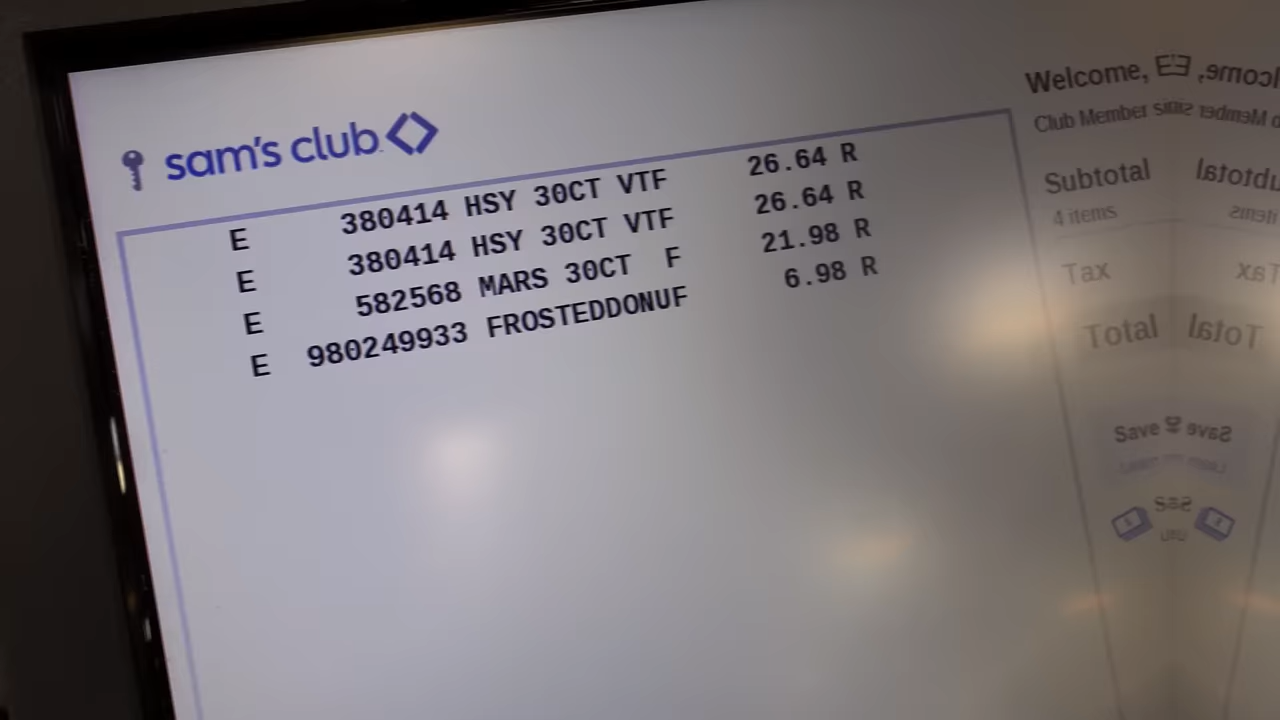 sam's club
E 380414 HSY 30CT VTF 26.64 R
E 380414 HSY 30CT VTF 26.64 R
E 582568 MARS 30CT F 21.98 R
E 980249933 FROSTEDDONUF 6.98 R
Welcome,
Club Member
Subtotal
4 items
Tax
Total
Save